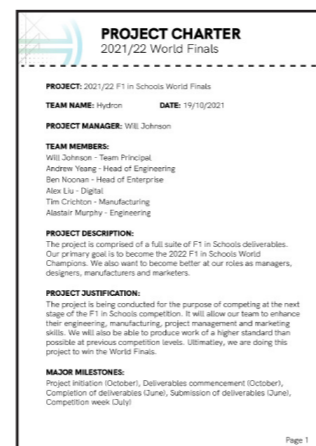 PROJECT CHARTER
2021/22 World Finals
PROJECT: 2021/22 F1 in Schools World Finals
TEAM NAME: Hydron DATE: 19/10/2021
PROJECT MANAGER: Will Johnson
TEAM MEMBERS:
Will Johnson - Team Principal
Andrew Yeang - Head of Engineering
Ben Noonan - Head of Enterprise
Alex Liu - Digital
Tim Crichton - Manufacturing
Alastair Murphy - Engineering
PROJECT DESCRIPTION:
The project is comprised of a full suite of F1 in Schools deliverables.
Our primary goal is to become the 2022 F1 in Schools World
Champions. We also want to become better at our roles as managers,
designers, manufacturers and marketers.
PROJECT JUSTIFICATION:
The project is being conducted for the purpose of competing at the next
stage of the F1 in Schools competition. It will allow our team to enhance
their engineering, manufacturing, project management and marketing
skills. We will also be able to produce work of a higher standard than
possible at previous competition levels. Ultimatley, we are doing this
project to win the World Finals.
MAJOR MILESTONES:
Project initiation (October), Deliverables commencement (October),
Completion of deliverables (June), Submission of deliverables (June),
Competition week (July)
Page 1